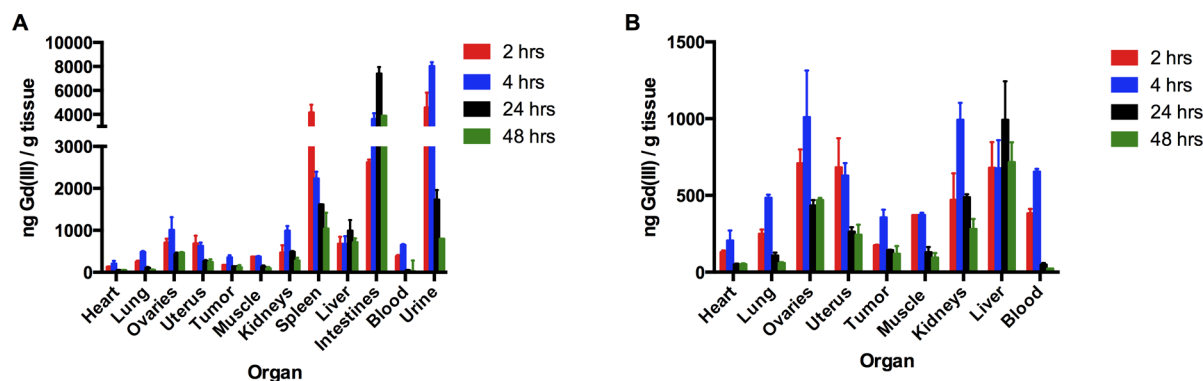 A
10000
8000
6000
4000
3000
2000
1000
0
ng Gd(III) / g tissue
Heart
Lung
Ovaries
Uterus
Tumor
Muscle
Kidneys
Spleen
Liver
Intestines
Blood
Urine
Organ
2 hrs
4 hrs
24 hrs
48 hrs
B
1500
1000
500
0
ng Gd(III) / g tissue
Heart
Lung
Ovaries
Uterus
Tumor
Muscle
Kidneys
Liver
Blood
Organ
2 hrs
4 hrs
24 hrs
48 hrs